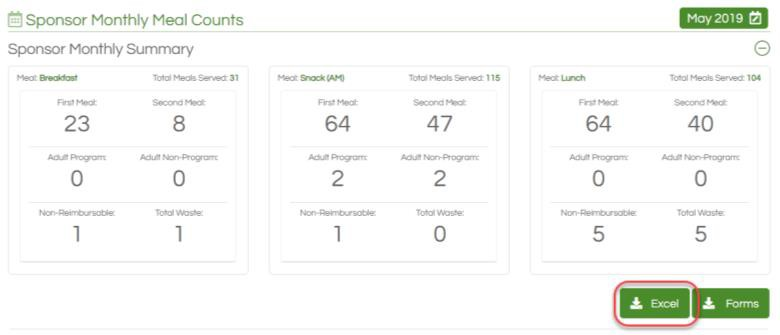 Sponsor Monthly Meal Counts
May 2019
Sponsor Monthly Summary
Meal: Breakfast Total Meals Served: 31
First Meal: Second Meal:
23 8
Adult Program: Adult Non-Program:
0 0
Non-Reimbursable: Total Waste:
1 1
Meal: Snack (AM) Total Meals Served: 115
First Meal: Second Meal:
64 47
Adult Program: Adult Non-Program:
2 2
Non-Reimbursable: Total Waste:
1 0
Meal: Lunch Total Meals Served: 104
First Meal: Second Meal:
64 40
Adult Program: Adult Non-Program:
0 0
Non-Reimbursable: Total Waste:
5 5
Excel Forms